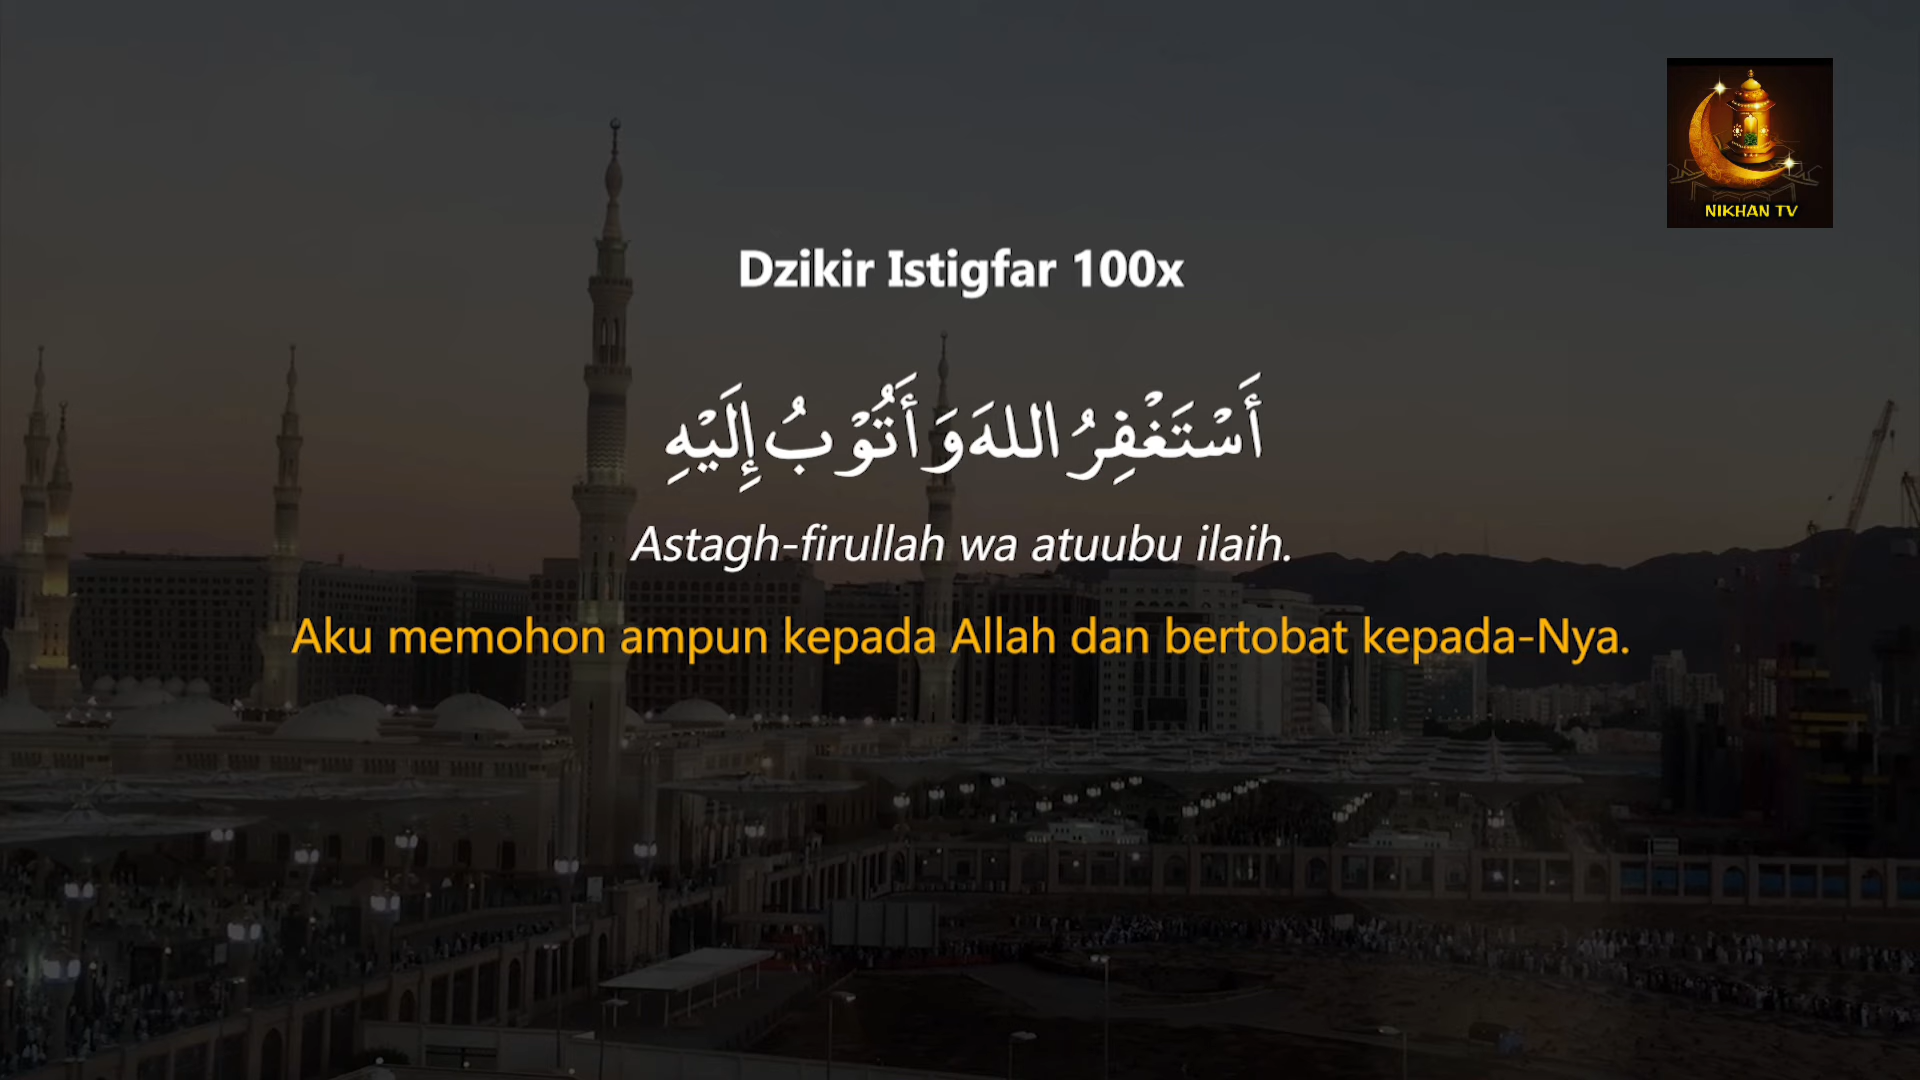 NIKHAN TV
Dzikir Istigfar 100x
أَسْتَغْفِرُ اللهَ وَأَتُوْبُ إِلَيْهِ
Astagh-firullah wa atuubu ilaih.
Aku memohon ampun kepada Allah dan bertobat kepada-Nya.